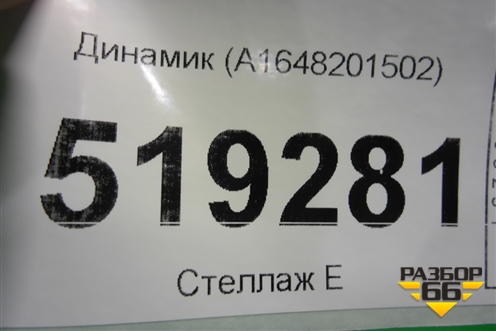 Динамик (A1648201502)
519281
Стеллаж Е
РАЗБОР
66